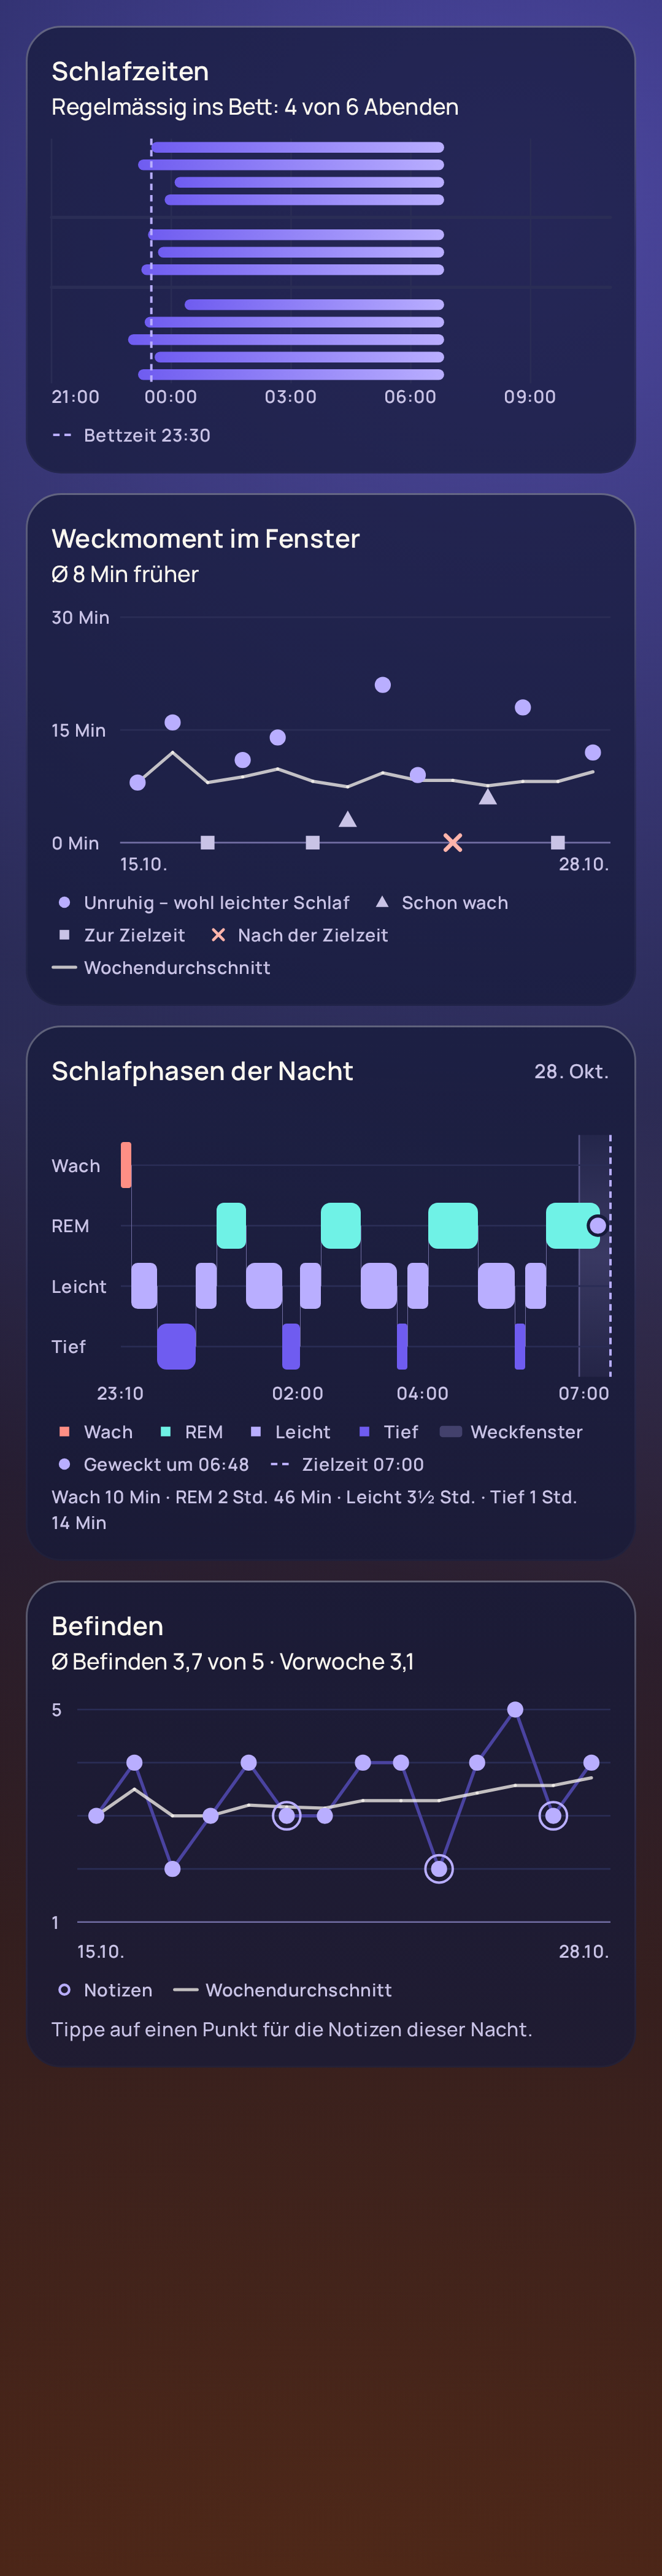 Schlafzeiten
Regelmässig ins Bett: 4 von 6 Abenden
21:00 00:00 03:00 06:00 09:00
Bettzeit 23:30
Weckmoment im Fenster
Ø 8 Min früher
30 Min
15 Min
0 Min
15.10. 28.10.
Unruhig – wohl leichter Schlaf Schon wach
Zur Zielzeit Nach der Zielzeit
Wochendurchschnitt
Schlafphasen der Nacht 28. Okt.
Wach
REM
Leicht
Tief
23:10 02:00 04:00 07:00
Wach REM Leicht Tief Weckfenster
Geweckt um 06:48 Zielzeit 07:00
Wach 10 Min · REM 2 Std. 46 Min · Leicht 3½ Std. · Tief 1 Std.
14 Min
Befinden
Ø Befinden 3,7 von 5 · Vorwoche 3,1
5
1
15.10. 28.10.
Notizen Wochendurchschnitt
Tippe auf einen Punkt für die Notizen dieser Nacht.